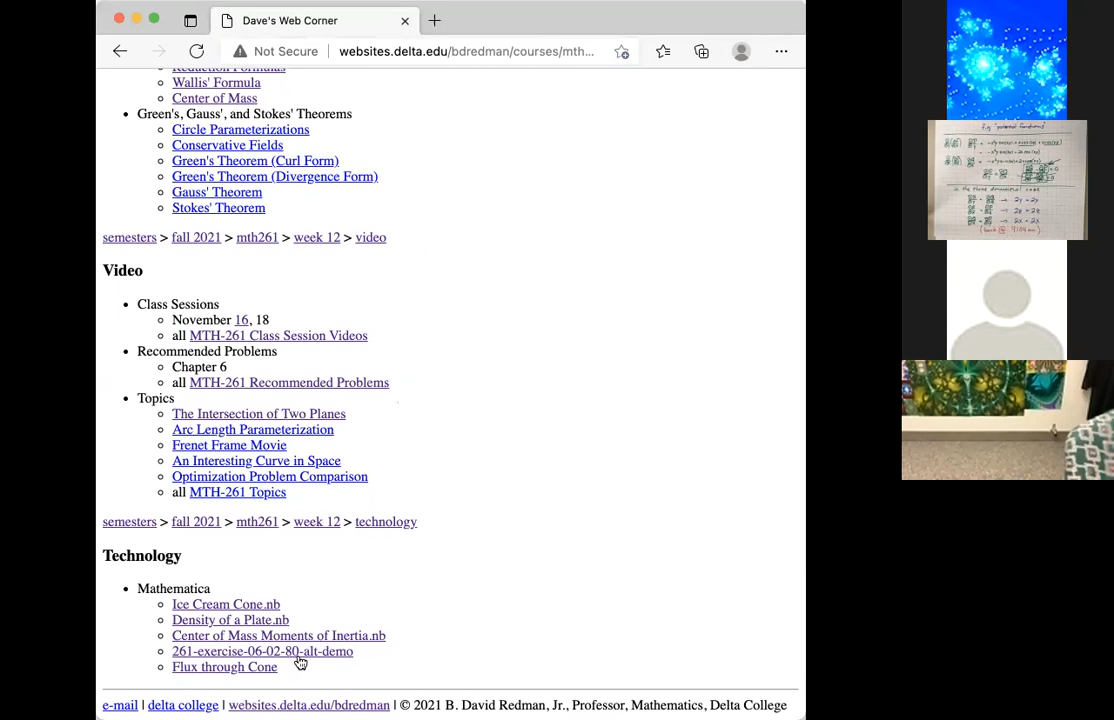 Dave's Web Corner
Not Secure | websites.delta.edu/bdredman/courses/mth...
Reduction Formulas
Wallis' Formula
Center of Mass
Green's, Gauss', and Stokes' Theorems
Circle Parameterizations
Conservative Fields
Green's Theorem (Curl Form)
Green's Theorem (Divergence Form)
Gauss' Theorem
Stokes' Theorem
semesters > fall 2021 > mth261 > week 12 > video
Video
Class Sessions
November 16, 18
all MTH-261 Class Session Videos
Recommended Problems
Chapter 6
all MTH-261 Recommended Problems
Topics
The Intersection of Two Planes
Arc Length Parameterization
Frenet Frame Movie
An Interesting Curve in Space
Optimization Problem Comparison
all MTH-261 Topics
semesters > fall 2021 > mth261 > week 12 > technology
Technology
Mathematica
Ice Cream Cone.nb
Density of a Plate.nb
Center of Mass Moments of Inertia.nb
261-exercise-06-02-80-alt-demo
Flux through Cone
e-mail | delta college | websites.delta.edu/bdredman | © 2021 B. David Redman, Jr., Professor, Mathematics, Delta College
"potential functions"